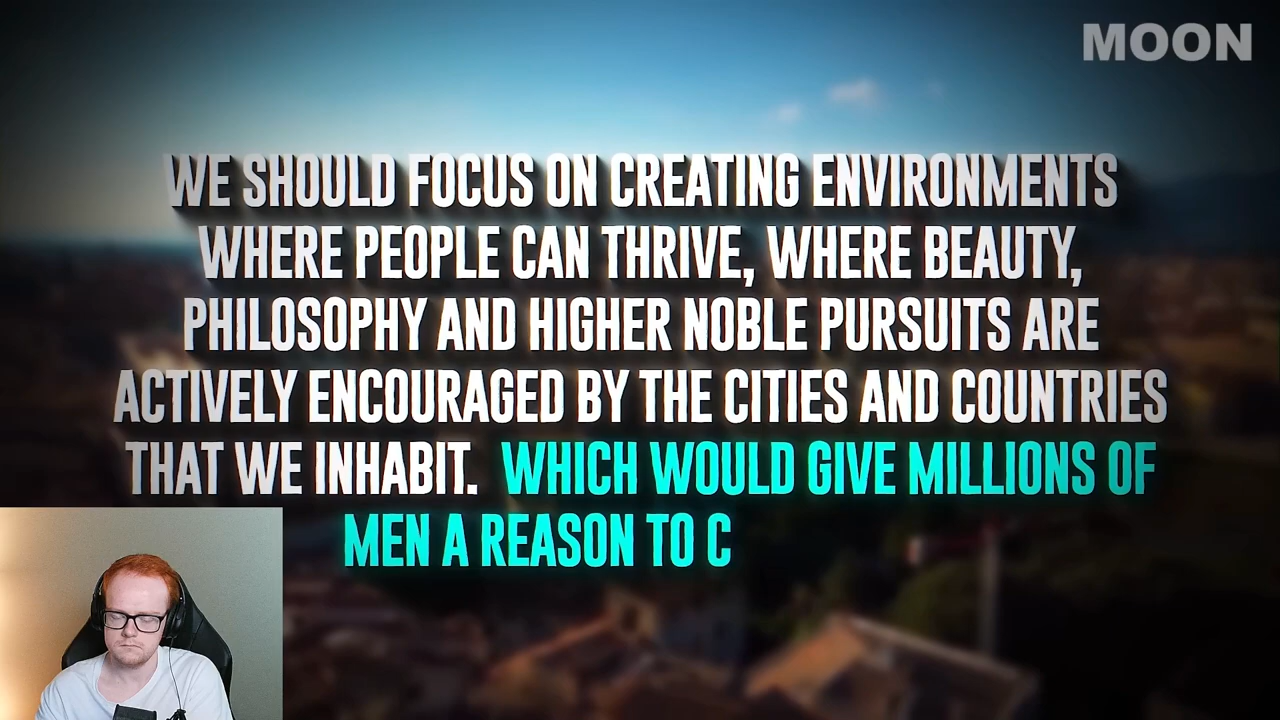 MOON
WE SHOULD FOCUS ON CREATING ENVIRONMENTS
WHERE PEOPLE CAN THRIVE, WHERE BEAUTY,
PHILOSOPHY AND HIGHER NOBLE PURSUITS ARE
ACTIVELY ENCOURAGED BY THE CITIES AND COUNTRIES
THAT WE INHABIT. WHICH WOULD GIVE MILLIONS OF
MEN A REASON TO C